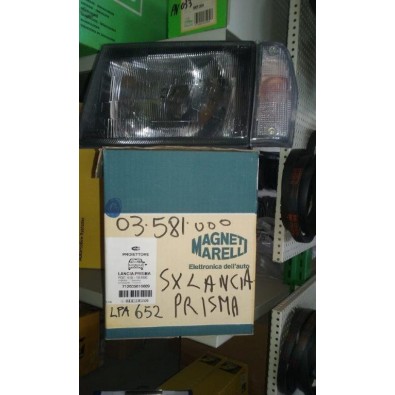 03.581.000
MAGNETI
MARELLI
Elettronica dell'auto
PROIETTORE
LANCIA PRISMA
SX LANCIA
PRISMA
LPA 652